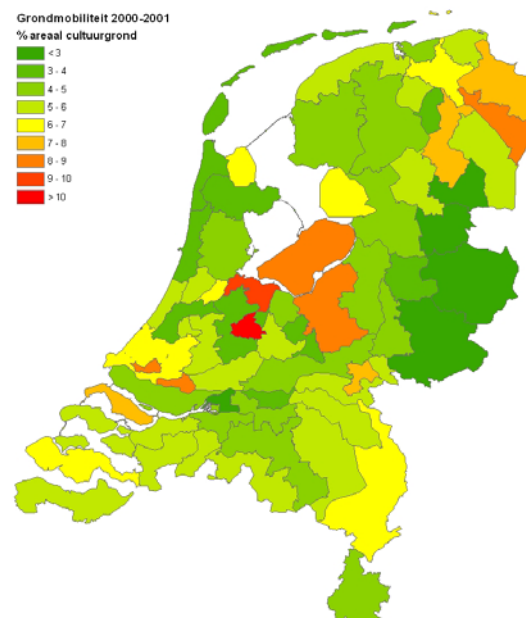 Grondmobiliteit 2000-2001
% areaal cultuurgrond
< 3
3 - 4
4 - 5
5 - 6
6 - 7
7 - 8
8 - 9
9 - 10
> 10